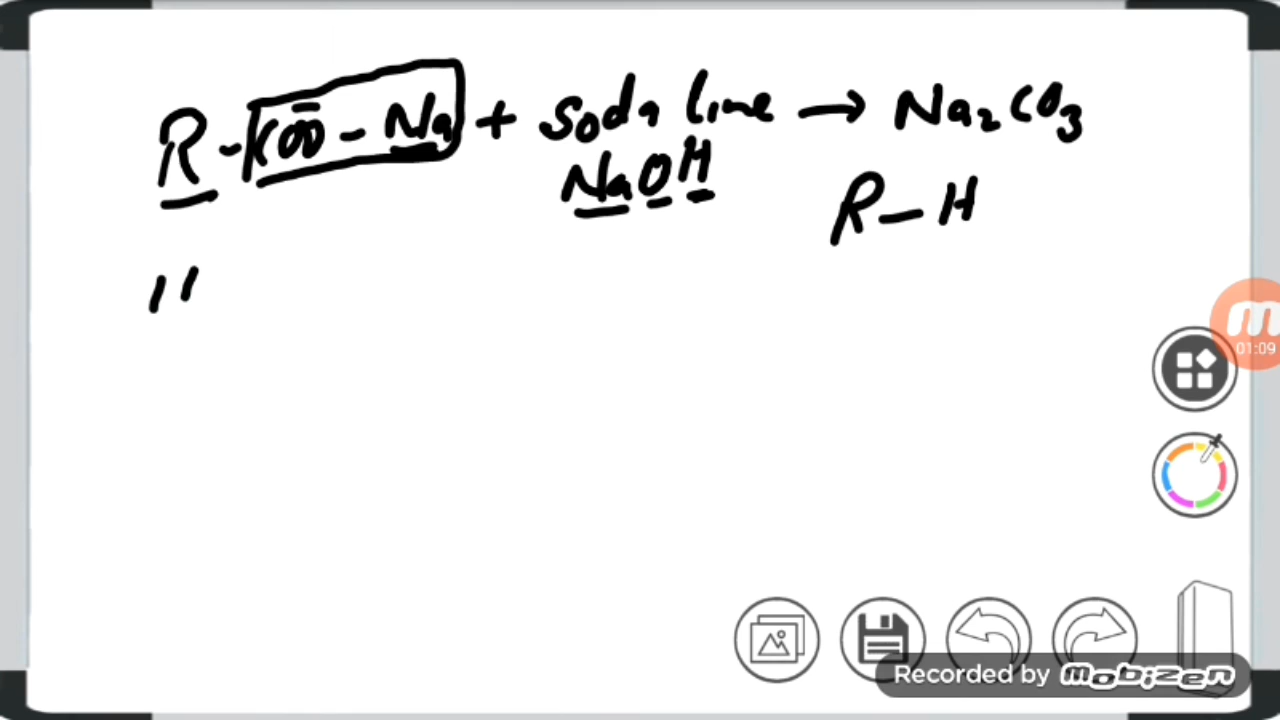 R-COO-Na + Soda lime → Na₂CO₃
NaOH
R-H
"
01:09
Recorded by mobizen